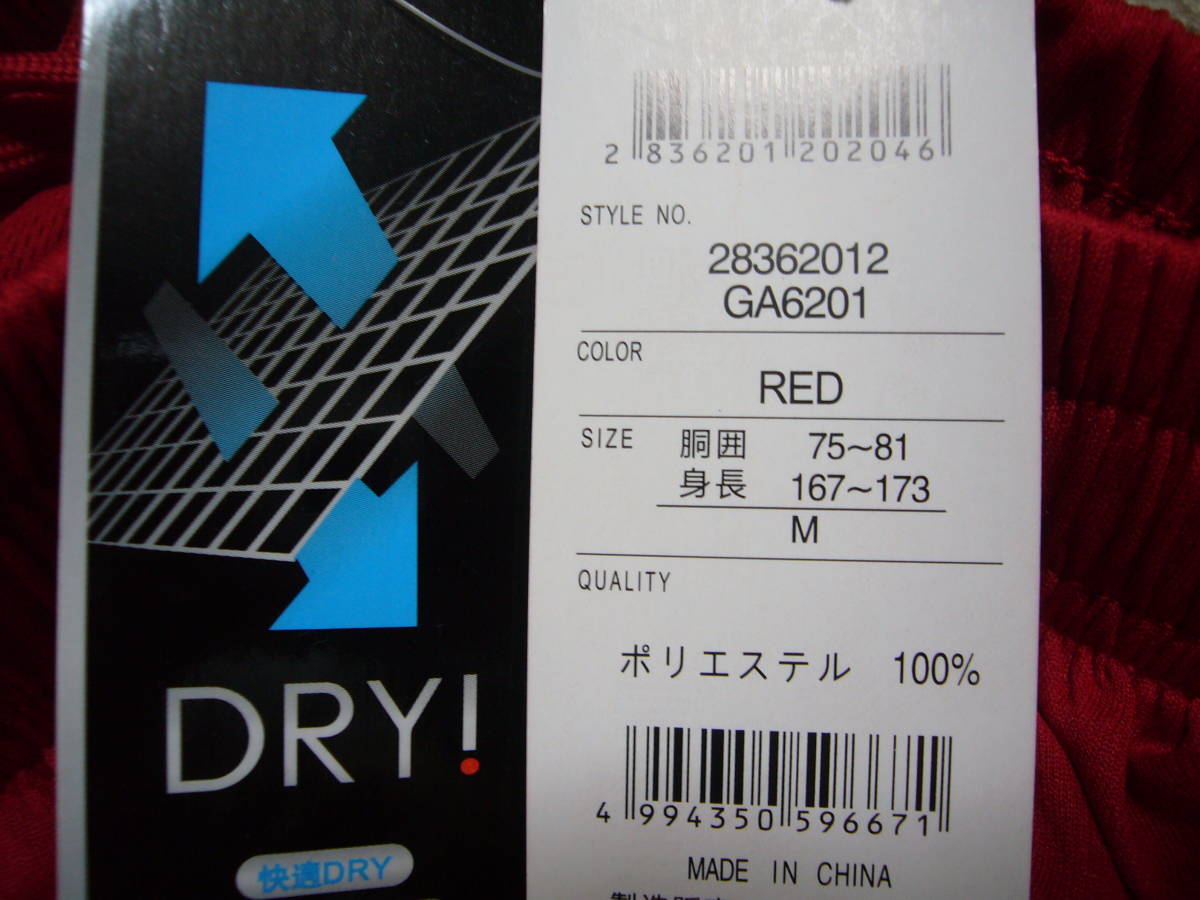 DRY!
快適DRY
2 836201 202046
STYLE NO.
28362012
GA6201
COLOR
RED
SIZE 胴囲 75~81
身長 167~173
M
QUALITY
ポリエステル 100%
4 994350 596671
MADE IN CHINA